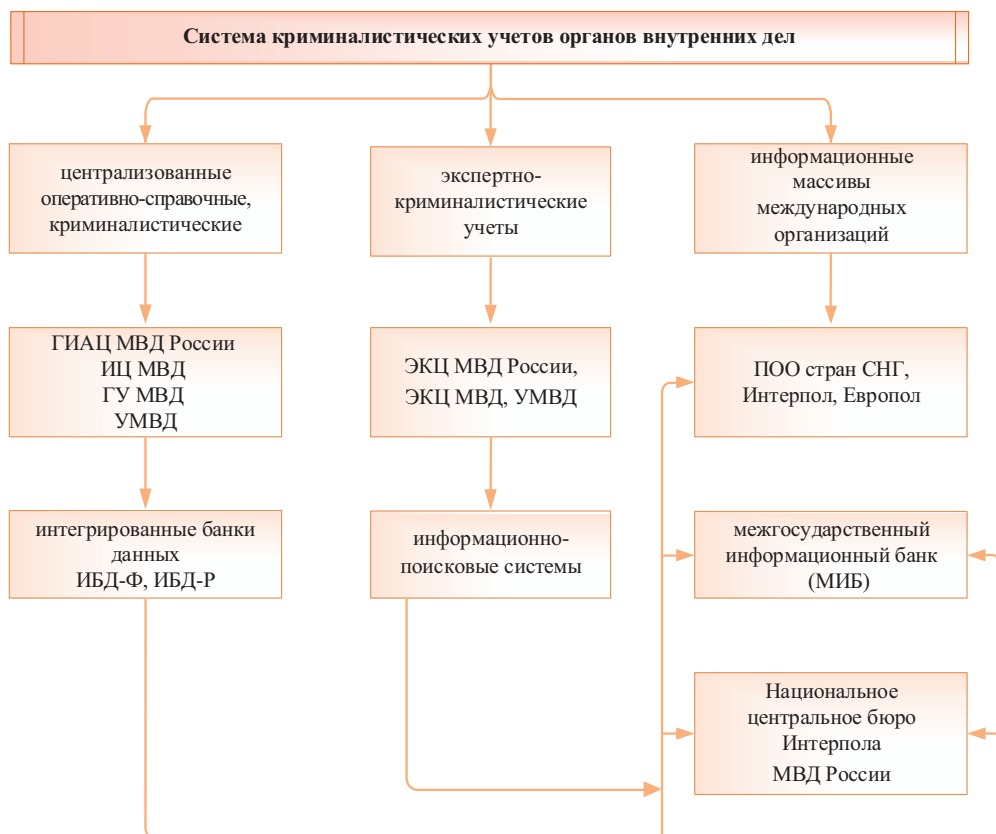 Система криминалистических учетов органов внутренних дел
централизованные
оперативно-справочные,
криминалистические
экспертно-
криминалистические
учеты
информационные
массивы
международных
организаций
ГИАЦ МВД России
ИЦ МВД
ГУ МВД
УМВД
ЭКЦ МВД России,
ЭКЦ МВД, УМВД
ПОО стран СНГ,
Интерпол, Европол
интегрированные банки
данных
ИБД-Ф, ИБД-Р
информационно-
поисковые системы
межгосударственный
информационный банк
(МИБ)
Национальное
центральное бюро
Интерпола
МВД России